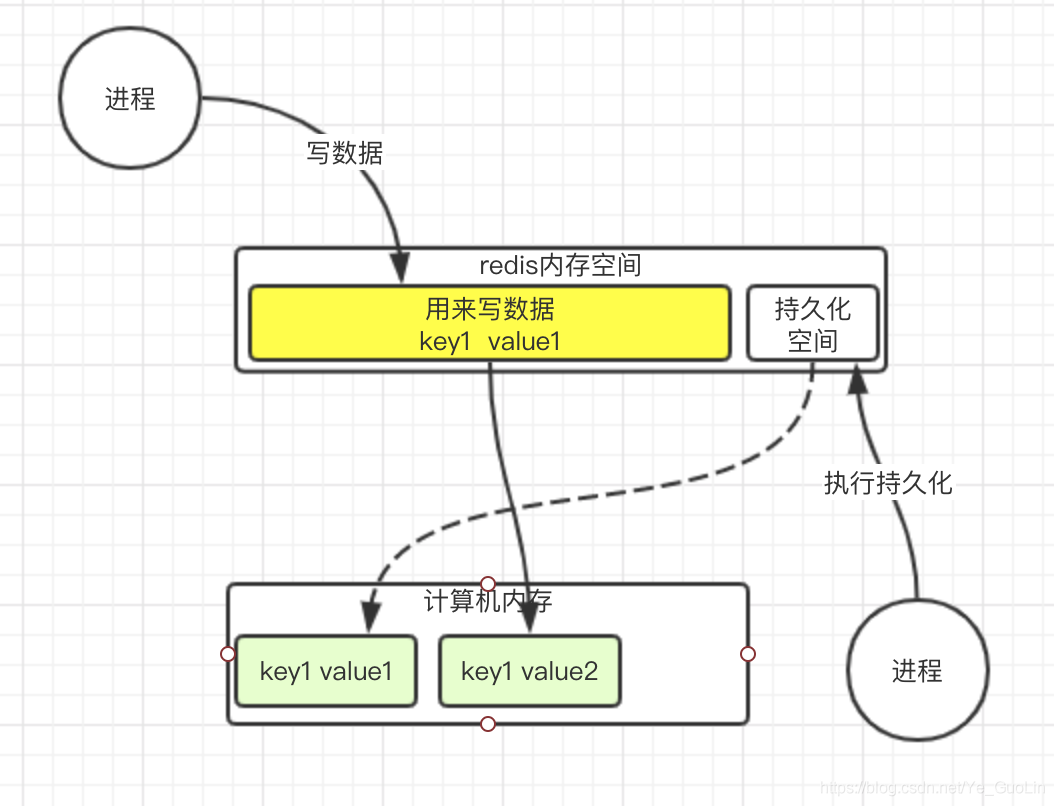 进程
写数据
redis内存空间
用来写数据
key1 value1
持久化
空间
执行持久化
计算机内存
key1 value1
key1 value2
进程
https://blog.csdn.net/Ye_GuoLin